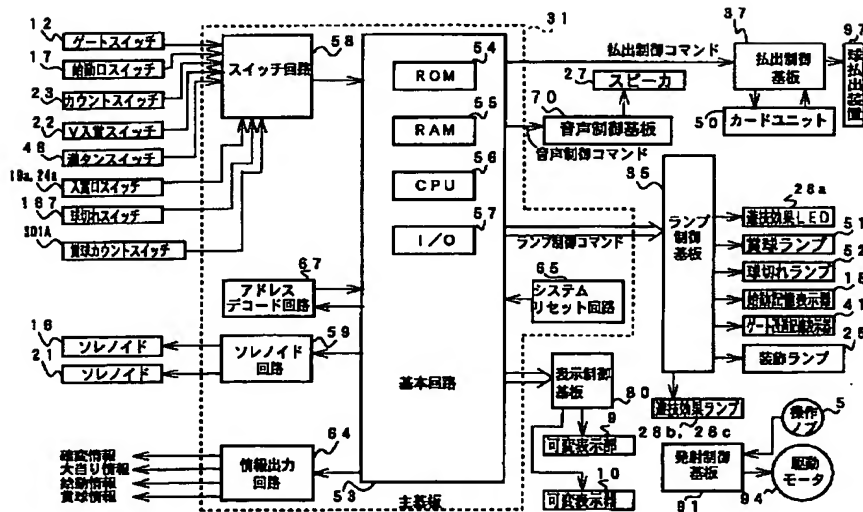 12
ゲートスイッチ
17
始動口スイッチ
23
カウントスイッチ
22
V入賞スイッチ
48
満タンスイッチ
19a, 24a
入賞口スイッチ
187
球切れスイッチ
301A
賞球カウントスイッチ
58
スイッチ回路
31
54
ROM
55
RAM
56
CPU
57
I/O
67
アドレス
デコード回路
65
システム
リセット回路
16
ソレノイド
21
ソレノイド
59
ソレノイド
回路
確変情報
大当り情報
始動情報
賞球情報
64
情報出力
回路
基本回路
53
主基板
払出制御コマンド
37
払出制御
基板
97
球払出装置
27
スピーカ
70
音声制御基板
音声制御コマンド
50
カードユニット
35
ランプ
制御
基板
ランプ制御コマンド
28a
遊技効果LED
51
賞球ランプ
52
球切れランプ
18
始動記憶表示器
41
ゲート通過記憶表示器
25
装飾ランプ
遊技効果ランプ
28b, 28c
表示制御
基板
80
9
可変表示部
10
可変表示器
操作
ノブ
5
発射制御
基板
91
駆動
モータ
94